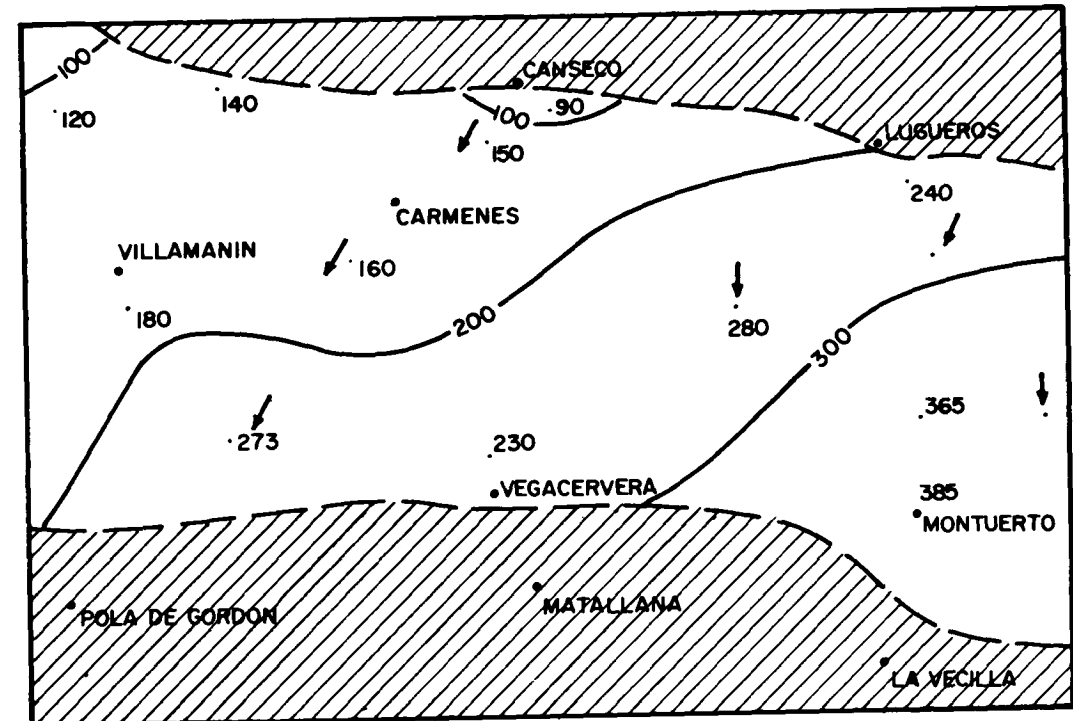 100
120
140
CANSECO
100
90
150
LUGUEROS
240
CARMENES
VILLAMANIN
160
180
200
280
300
273
230
365
VEGACERVERA
385
MONTUERTO
POLA DE GORDON
MATALLANA
LA VECILLA